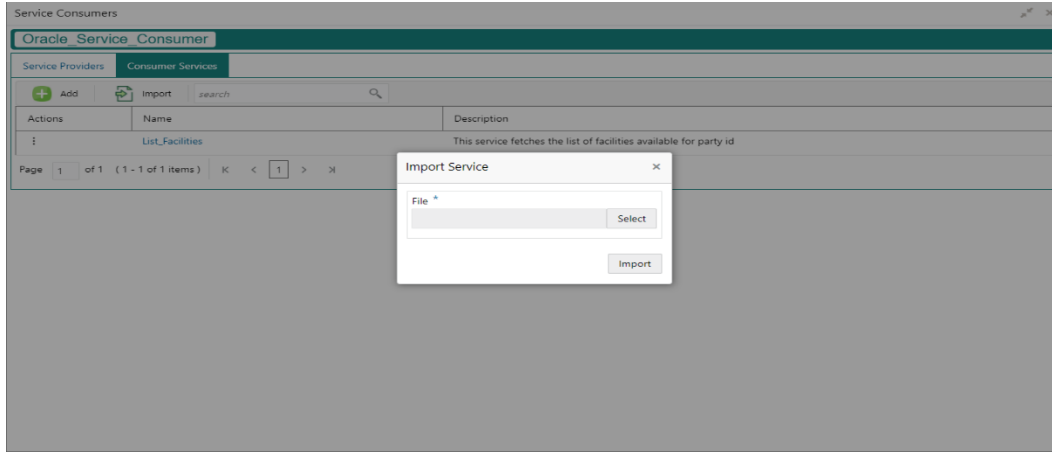 Service Consumers
Oracle_Service_Consumer
Service Providers Consumer Services
Add Import search
Actions Name Description
List_Facilities This service fetches the list of facilities available for party id
Page 1 of 1 (1 - 1 of 1 items) K < 1 > >|
Import Service ×
File *
Select
Import